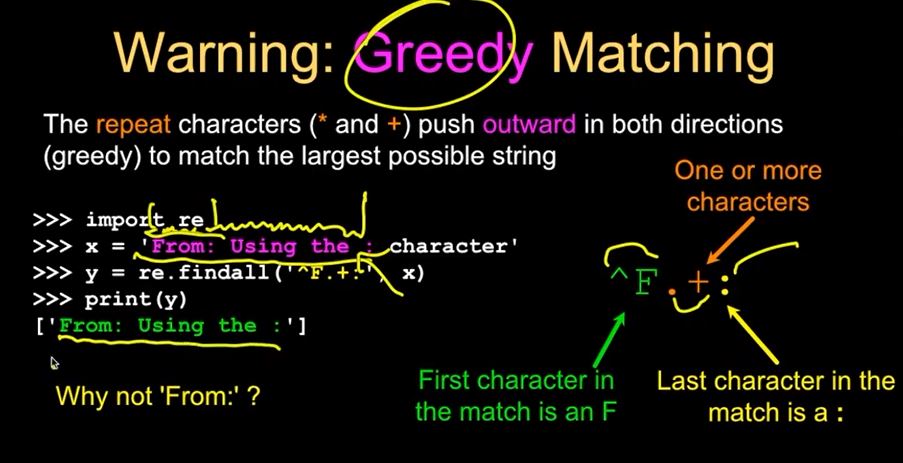 Warning: Greedy Matching
The repeat characters (* and +) push outward in both directions
(greedy) to match the largest possible string
>>> import re
>>> x = 'From: Using the : character'
>>> y = re.findall('^F.+:', x)
>>> print(y)
['From: Using the :']
Why not 'From:' ?
One or more
characters
^F.+:
First character in
the match is an F
Last character in the
match is a :